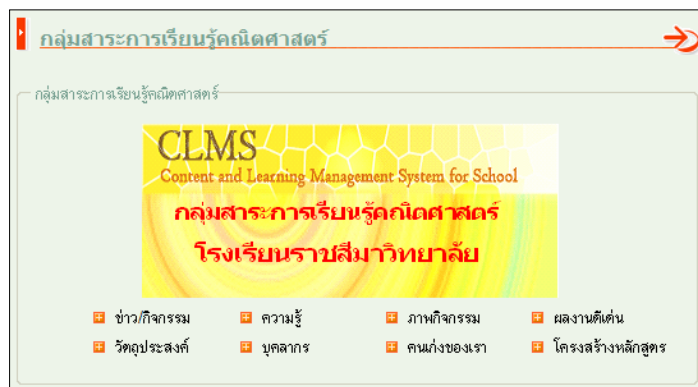 กลุ่มสาระการเรียนรู้คณิตศาสตร์
กลุ่มสาระการเรียนรู้คณิตศาสตร์
CLMS
Content and Learning Management System for School
กลุ่มสาระการเรียนรู้คณิตศาสตร์
โรงเรียนราชสีมาวิทยาลัย
ข่าว/กิจกรรม ความรู้ ภาพกิจกรรม ผลงานดีเด่น
วัตถุประสงค์ บุคลากร คนเก่งของเรา โครงสร้างหลักสูตร